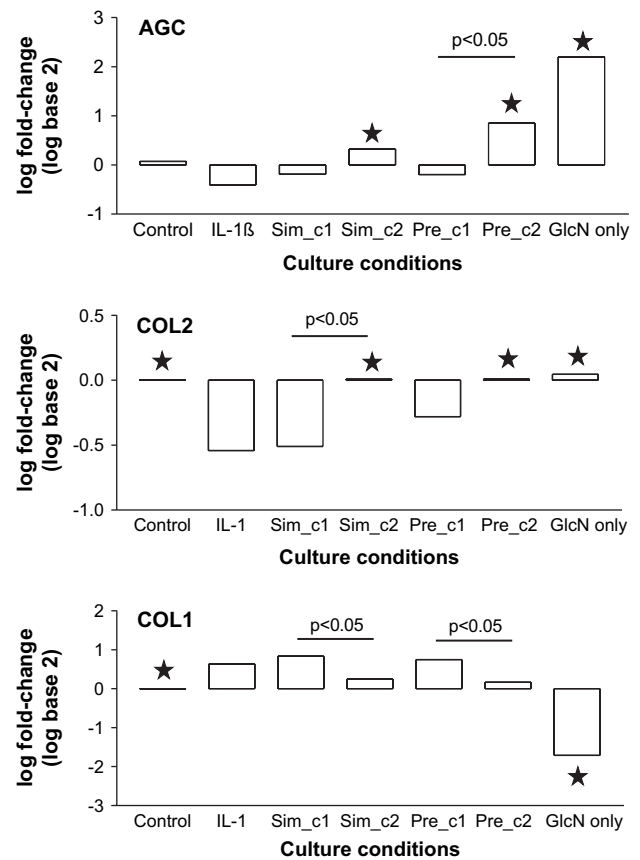 AGC
p<0.05
log fold-change
(log base 2)
3
2
1
0
-1
Control IL-1ß Sim_c1 Sim_c2 Pre_c1 Pre_c2 GlcN only
Culture conditions
COL2
p<0.05
log fold-change
(log base 2)
0.5
0.0
-0.5
-1.0
Control IL-1 Sim_c1 Sim_c2 Pre_c1 Pre_c2 GlcN only
Culture conditions
COL1
p<0.05 p<0.05
log fold-change
(log base 2)
2
1
0
-1
-2
-3
Control IL-1 Sim_c1 Sim_c2 Pre_c1 Pre_c2 GlcN only
Culture conditions